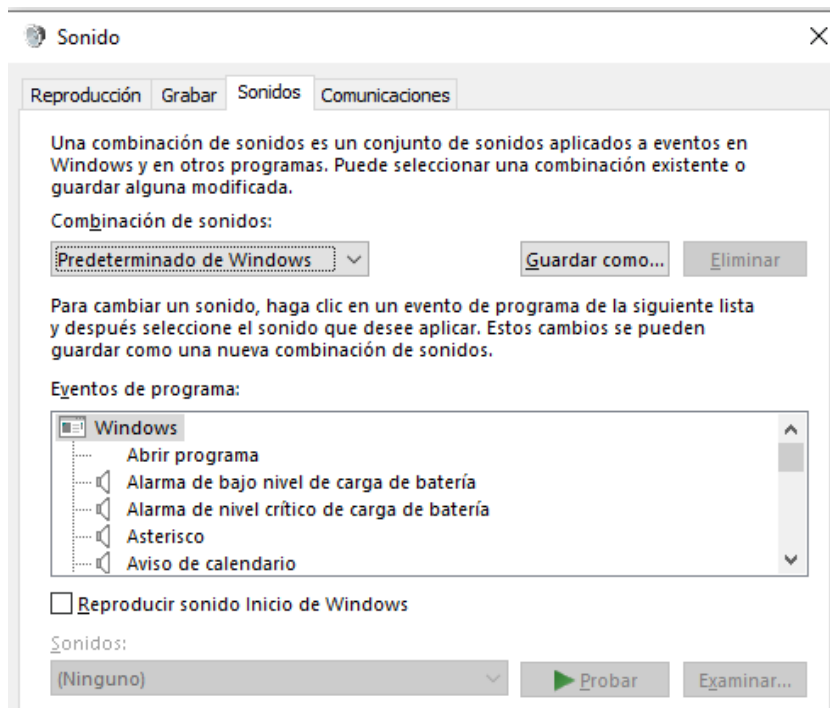 Sonido
Reproducción Grabar Sonidos Comunicaciones
Una combinación de sonidos es un conjunto de sonidos aplicados a eventos en
Windows y en otros programas. Puede seleccionar una combinación existente o
guardar alguna modificada.
Combinación de sonidos:
Predeterminado de Windows Guardar como... Eliminar
Para cambiar un sonido, haga clic en un evento de programa de la siguiente lista
y después seleccione el sonido que desee aplicar. Estos cambios se pueden
guardar como una nueva combinación de sonidos.
Eventos de programa:
Windows
Abrir programa
Alarma de bajo nivel de carga de batería
Alarma de nivel crítico de carga de batería
Asterisco
Aviso de calendario
Reproducir sonido Inicio de Windows
Sonidos:
(Ninguno) Probar Examinar...